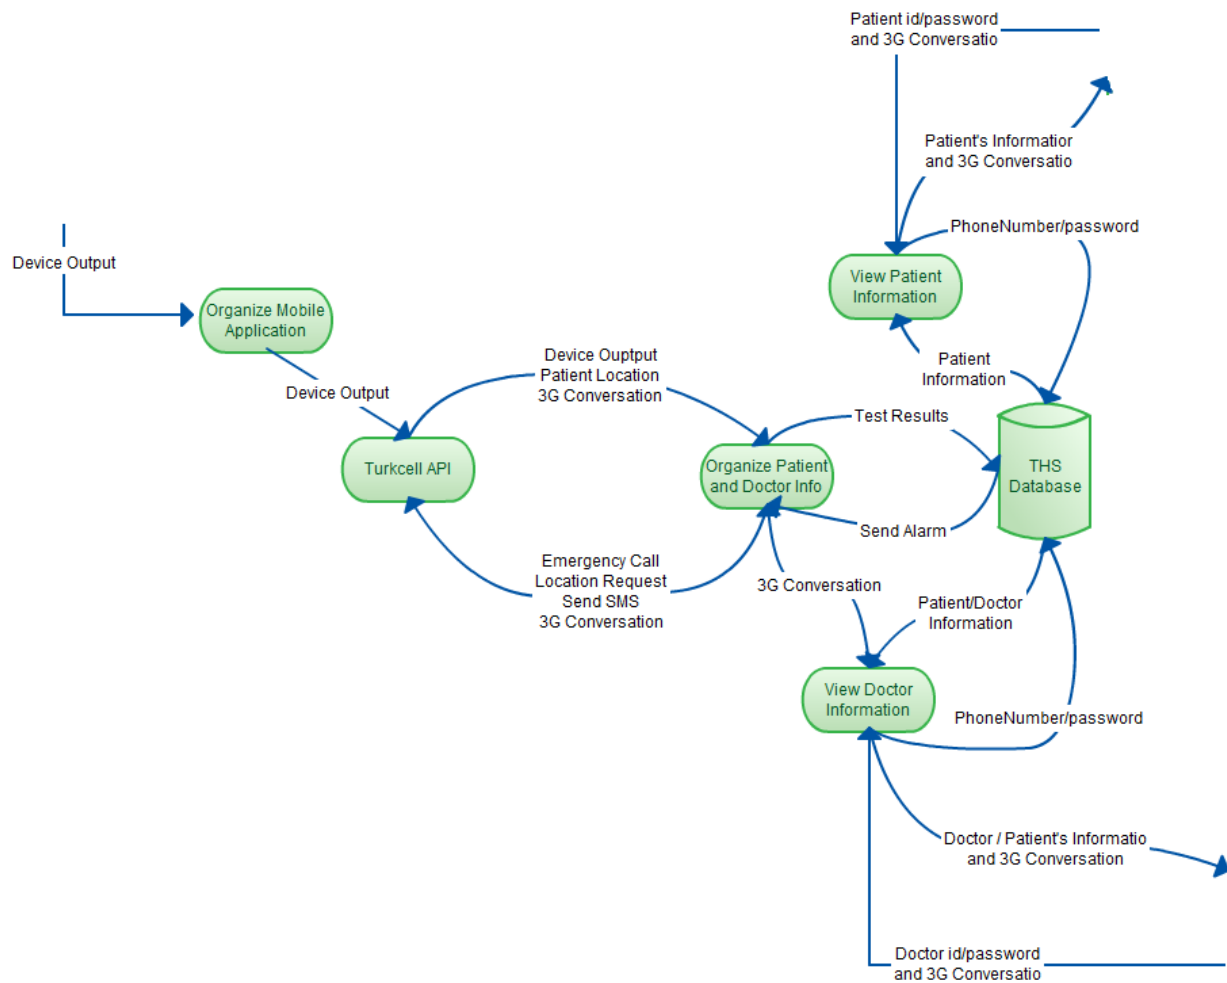 Patient id/password
and 3G Conversatio
Patient's Informatior
and 3G Conversatio
PhoneNumber/password
Device Output
View Patient
Information
Organize Mobile
Application
Device Ouptput
Patient Location
3G Conversation
Patient
Information
Device Output
Test Results
Turkcell API
Organize Patient
and Doctor Info
THS
Database
Send Alarm
Emergency Call
Location Request
Send SMS
3G Conversation
3G Conversation
Patient/Doctor
Information
View Doctor
Information
PhoneNumber/password
Doctor / Patient's Informatio
and 3G Conversation
Doctor id/password
and 3G Conversatio